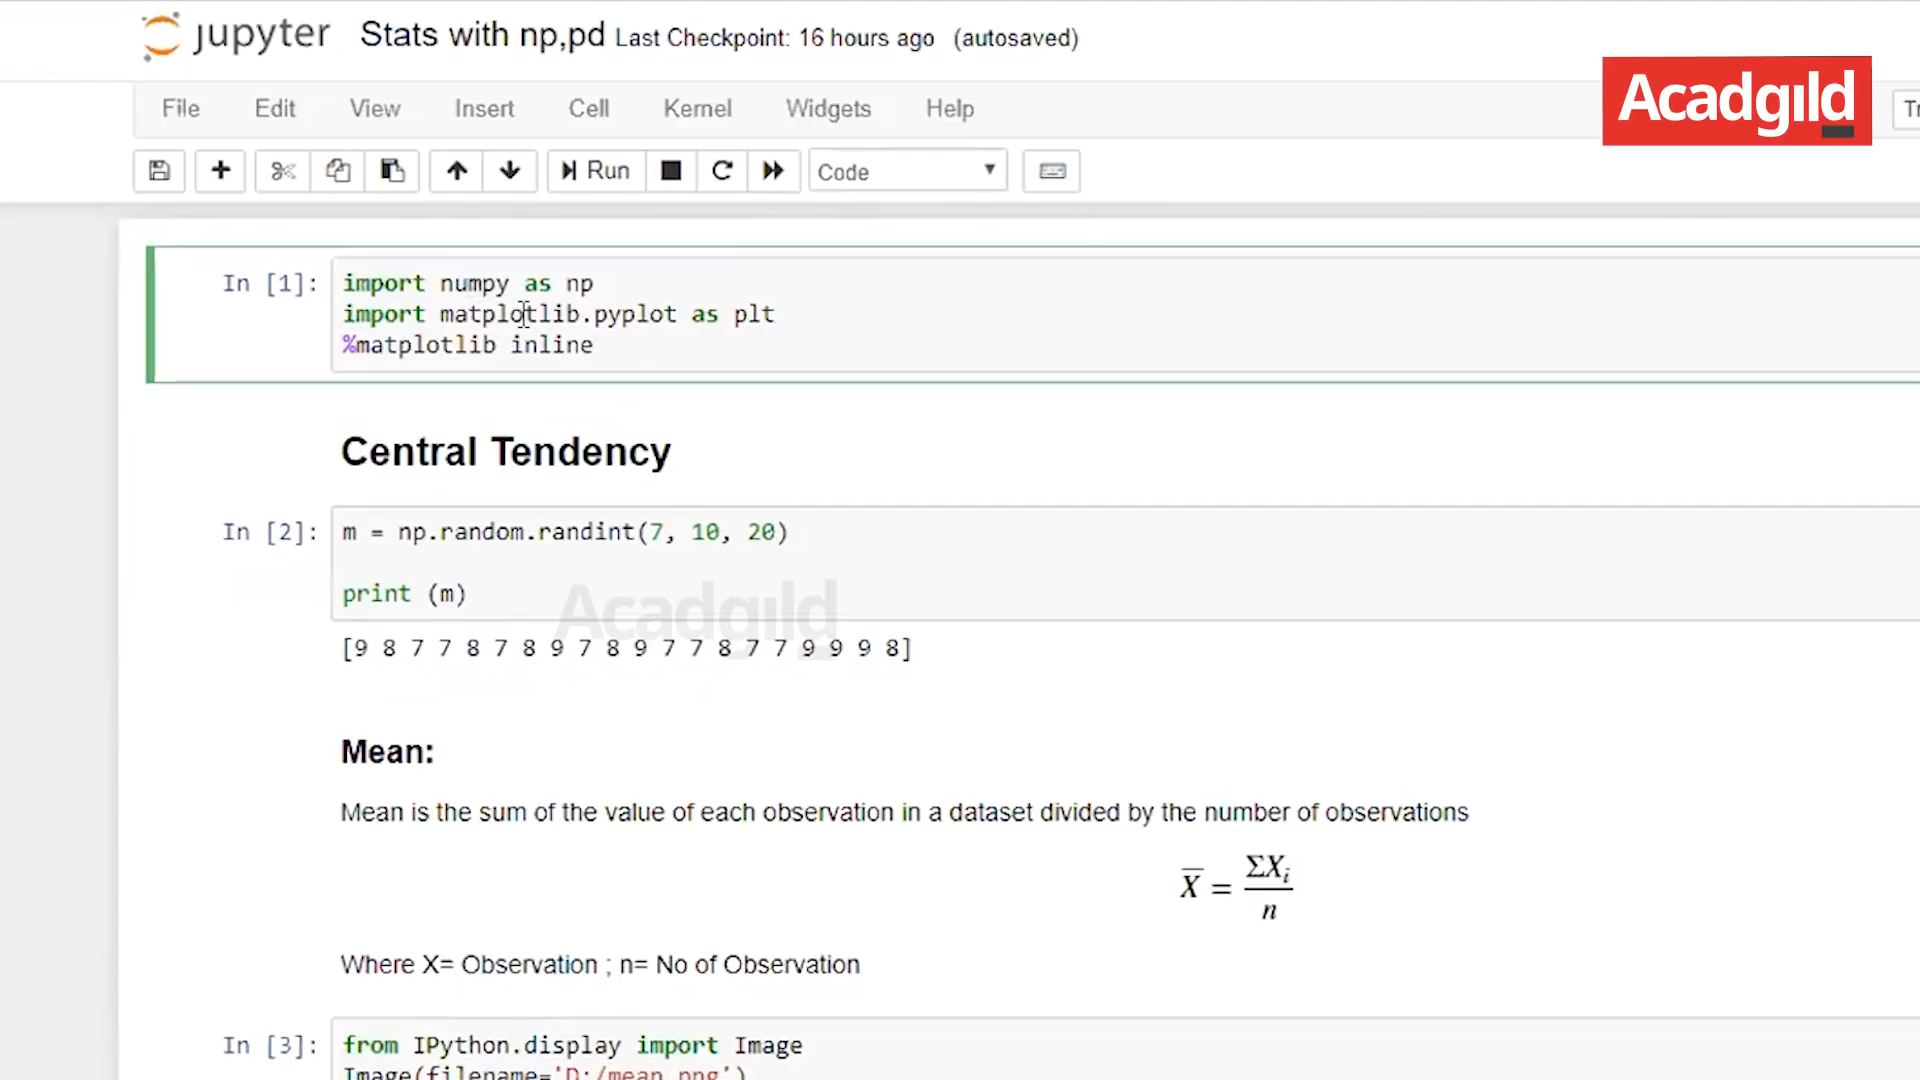 jupyter Stats with np,pd Last Checkpoint: 16 hours ago (autosaved)
Acadgild
File Edit View Insert Cell Kernel Widgets Help
Run Code
In [1]: import numpy as np
import matplotlib.pyplot as plt
%matplotlib inline
Central Tendency
In [2]: m = np.random.randint(7, 10, 20)
print (m)
Acadgild
[9 8 7 7 8 7 8 9 7 8 9 7 7 8 7 7 9 9 9 8]
Mean:
Mean is the sum of the value of each observation in a dataset divided by the number of observations
X̅ = ΣXᵢ / n
Where X= Observation ; n= No of Observation
In [3]: from IPython.display import Image
Image(filename='D:/mean.png')